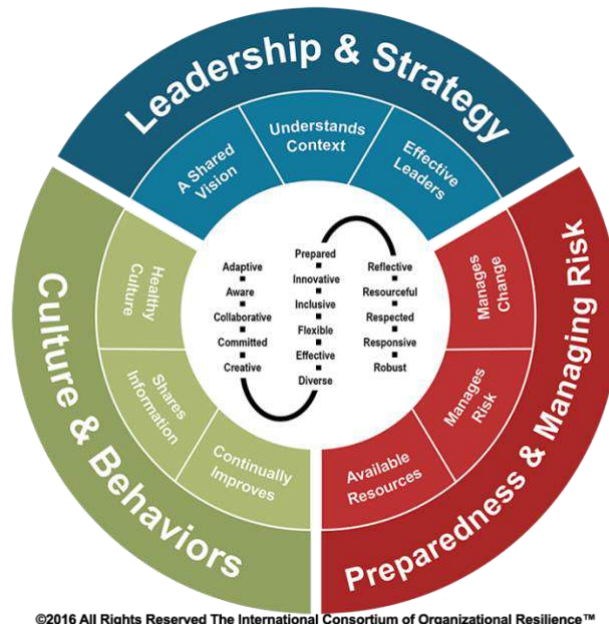 Leadership & Strategy
A Shared
Vision
Understands
Context
Effective
Leaders
Culture & Behaviors
Healthy
Culture
Shares
Information
Continually
Improves
Preparedness & Managing Risk
Manages
Change
Manages
Risk
Available
Resources
Adaptive
Aware
Collaborative
Committed
Creative
Prepared
Innovative
Inclusive
Flexible
Effective
Diverse
Reflective
Resourceful
Respected
Responsive
Robust
©2016 All Rights Reserved The International Consortium of Organizational Resilience™